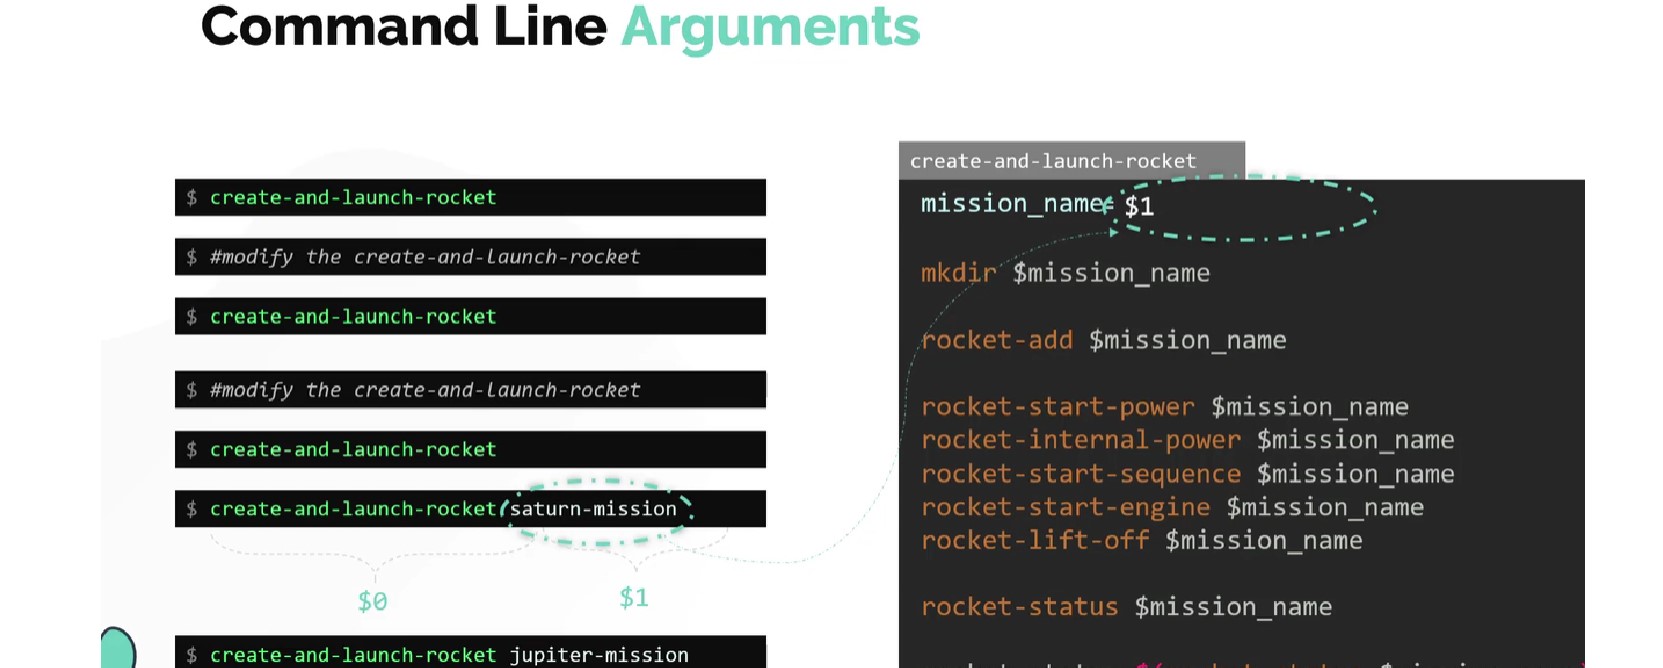 Command Line Arguments
$ create-and-launch-rocket
$ #modify the create-and-launch-rocket
$ create-and-launch-rocket
$ #modify the create-and-launch-rocket
$ create-and-launch-rocket
$ create-and-launch-rocket saturn-mission
$0 $1
$ create-and-launch-rocket jupiter-mission
create-and-launch-rocket
mission_name= $1
mkdir $mission_name
rocket-add $mission_name
rocket-start-power $mission_name
rocket-internal-power $mission_name
rocket-start-sequence $mission_name
rocket-start-engine $mission_name
rocket-lift-off $mission_name
rocket-status $mission_name